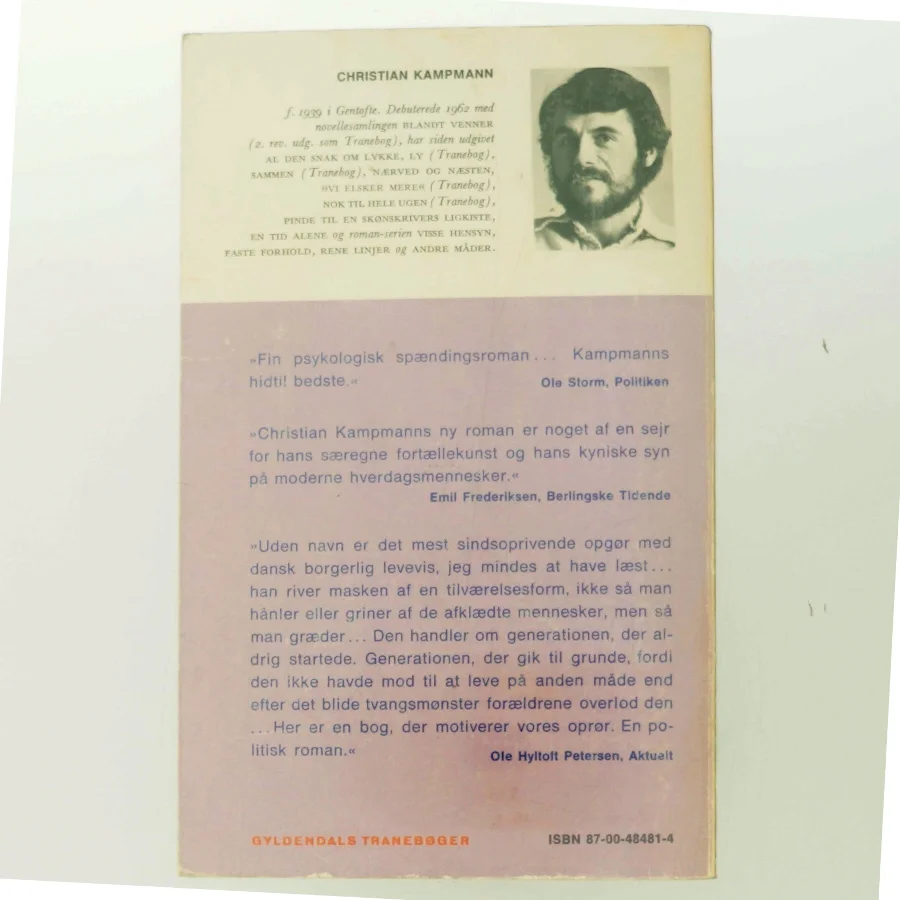 CHRISTIAN KAMPMANN
f. 1939 i Gentofte. Debuterede 1962 med
novellesamlingen BLANDT VENNER
(2. rev. udg. som Tranebog), har siden udgivet
AL DEN SNAK OM LYKKE, LY (Tranebog),
SAMMEN (Tranebog), NÆRVED OG NÆSTEN,
»VI ELSKER MERE« (Tranebog),
NOK TIL HELE UGEN (Tranebog),
PINDE TIL EN SKØNSKRIVERS LIGKISTE,
EN TID ALENE og roman-serien VISSE HENSYN,
FASTE FORHOLD, RENE LINJER og ANDRE MÅDER.
»Fin psykologisk spændingsroman... Kampmanns
hidtil bedste.«
Ole Storm, Politiken
»Christian Kampmanns ny roman er noget af en sejr
for hans særegne fortællekunst og hans kyniske syn
på moderne hverdagsmennesker.«
Emil Frederiksen, Berlingske Tidende
»Uden navn er det mest sindsoprivende opgør med
dansk borgerlig levevis, jeg mindes at have læst...
han river masken af en tilværelsesform, ikke så man
hånler eller griner af de afklædte mennesker, men så
man græder... Den handler om generationen, der al-
drig startede. Generationen, der gik til grunde, fordi
den ikke havde mod til at leve på anden måde end
efter det blide tvangsmønster forældrene overlod den
...Her er en bog, der motiverer vores oprør. En po-
litisk roman.«
Ole Hyltoft Petersen, Aktuelt
GYLDENDALS TRANEBØGER
ISBN 87-00-48481-4